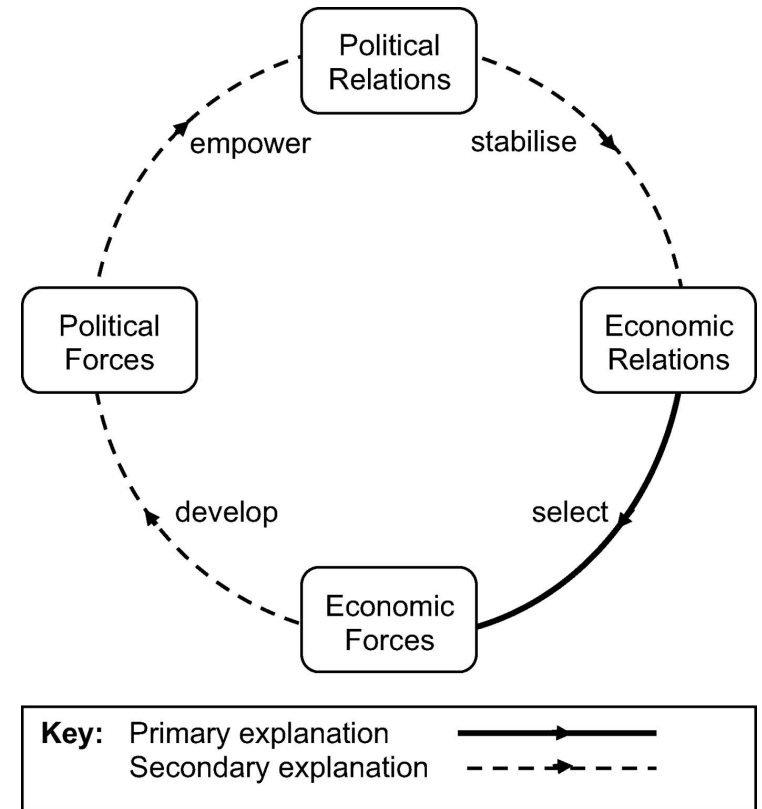 Political
Relations
empower
stabilise
Political
Forces
Economic
Relations
develop
select
Economic
Forces
Key: Primary explanation
Secondary explanation